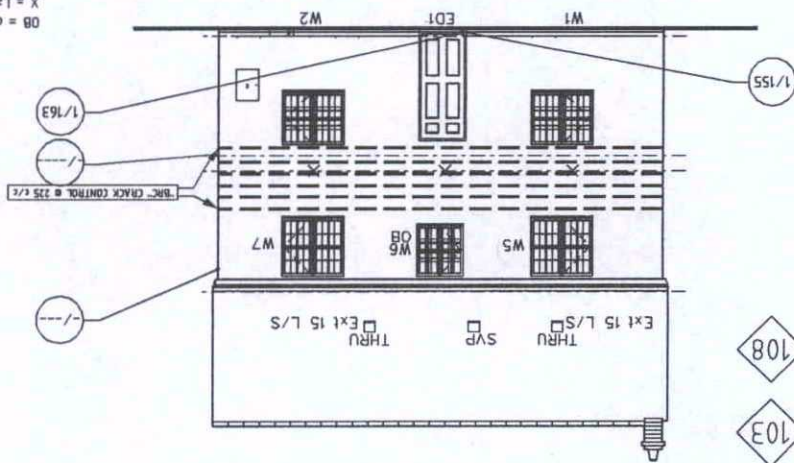 103
108
THRU
SVP
THRU
Ext 15 L/S
Ext 15 L/S
-/---
W5
W6
OB
W7
"BRC" CRACK CONTROL @ 225 c/c
-/---
1/155
1/163
W1
ED1
W2
OB =
X =